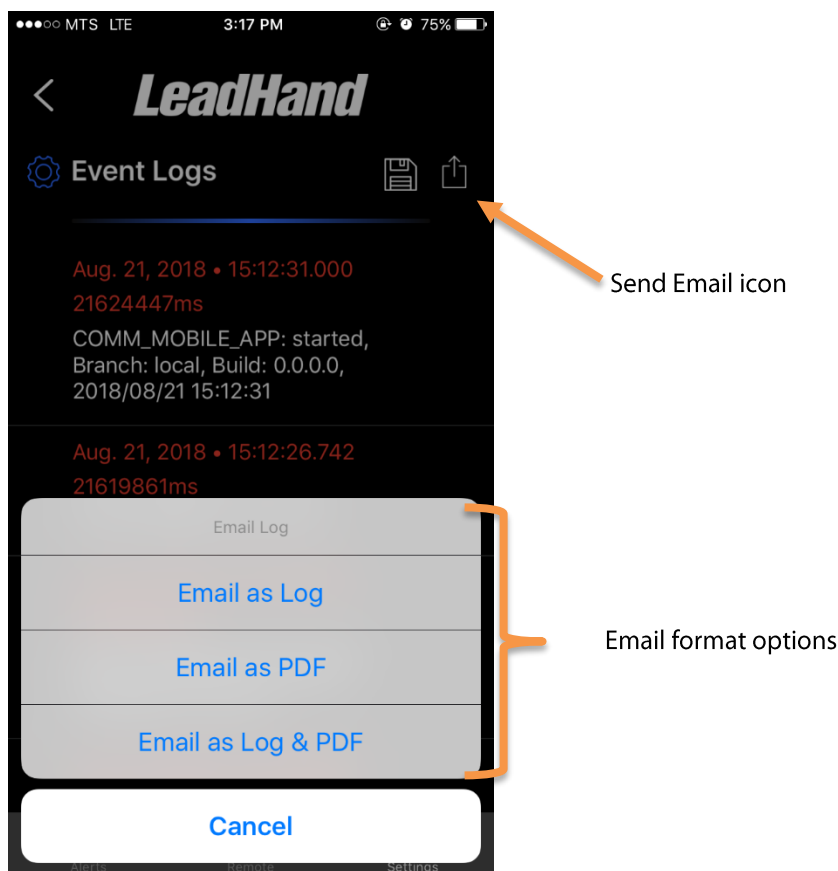 MTS LTE 3:17 PM 75%
LeadHand
Event Logs
Send Email icon
Aug. 21, 2018 • 15:12:31.000
21624447ms
COMM_MOBILE_APP: started,
Branch: local, Build: 0.0.0.0,
2018/08/21 15:12:31
Aug. 21, 2018 • 15:12:26.742
21619861ms
Email Log
Email as Log
Email format options
Email as PDF
Email as Log & PDF
Cancel
Alerts Remote Settings